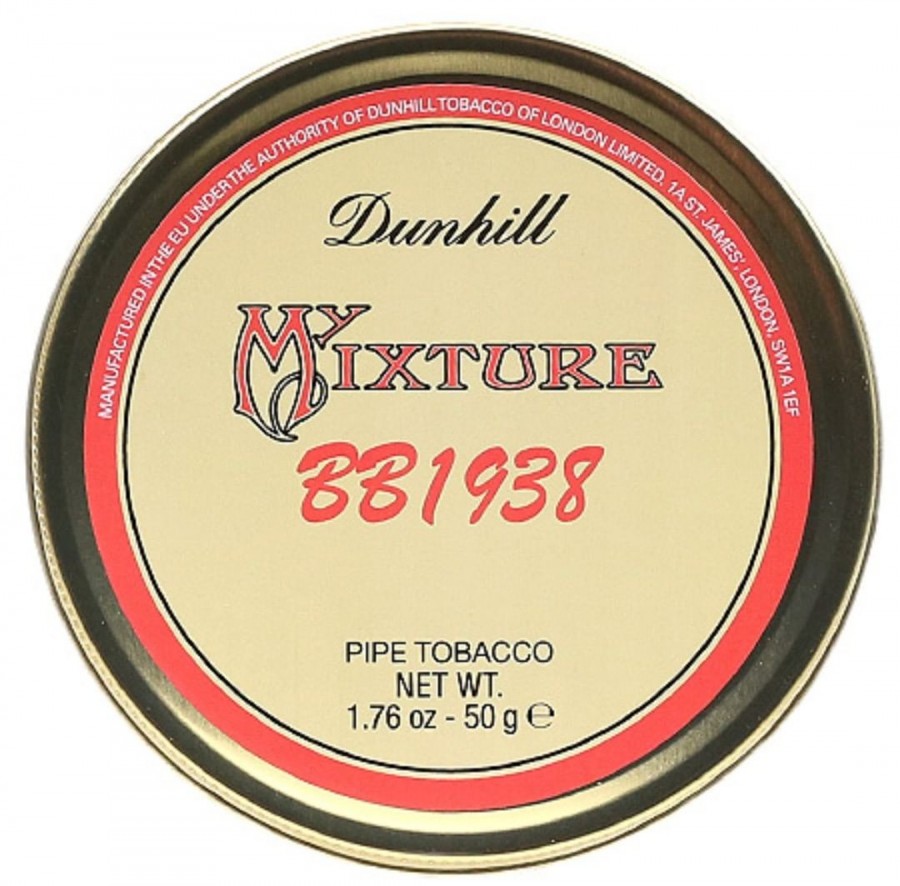 MANUFACTURED IN THE EU UNDER THE AUTHORITY OF DUNHILL TOBACCO OF LONDON LIMITED, 1A ST. JAMES', LONDON, SW1A 1EF
Dunhill
MY MIXTURE
BB1938
PIPE TOBACCO
NET WT.
1.76 oz - 50 g ℮